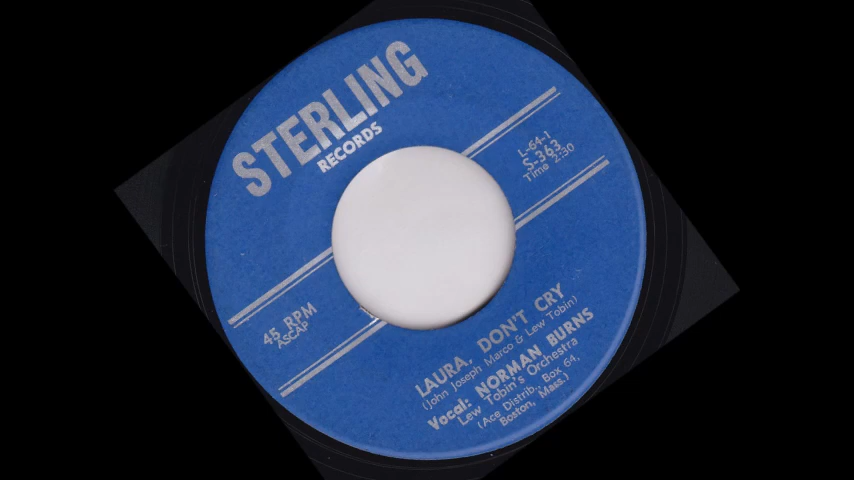 STERLING
RECORDS
L-64-1
S-363
Time 2:30
45 RPM
ASCAP
LAURA, DON'T CRY
(John Joseph Marco & Lew Tobin)
Vocal: NORMAN BURNS
Lew Tobin's Orchestra
(Ace Distrib., Box 64,
Boston, Mass.)